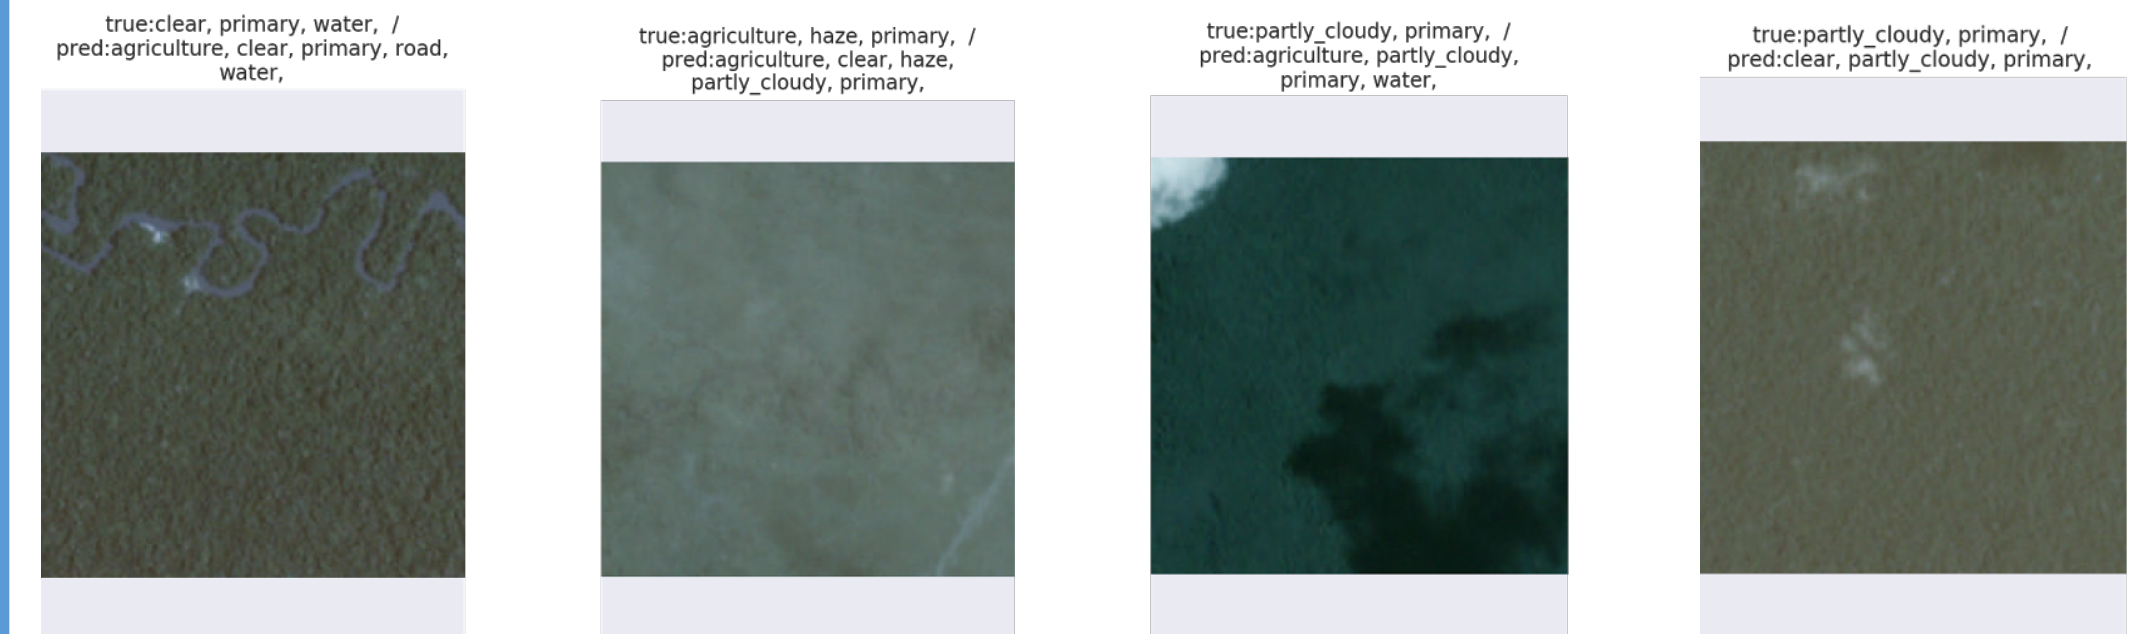 true:clear, primary, water,  /
pred:agriculture, clear, primary, road,
water,
true:agriculture, haze, primary,  /
pred:agriculture, clear, haze,
partly_cloudy, primary,
true:partly_cloudy, primary,  /
pred:agriculture, partly_cloudy,
primary, water,
true:partly_cloudy, primary,  /
pred:clear, partly_cloudy, primary,